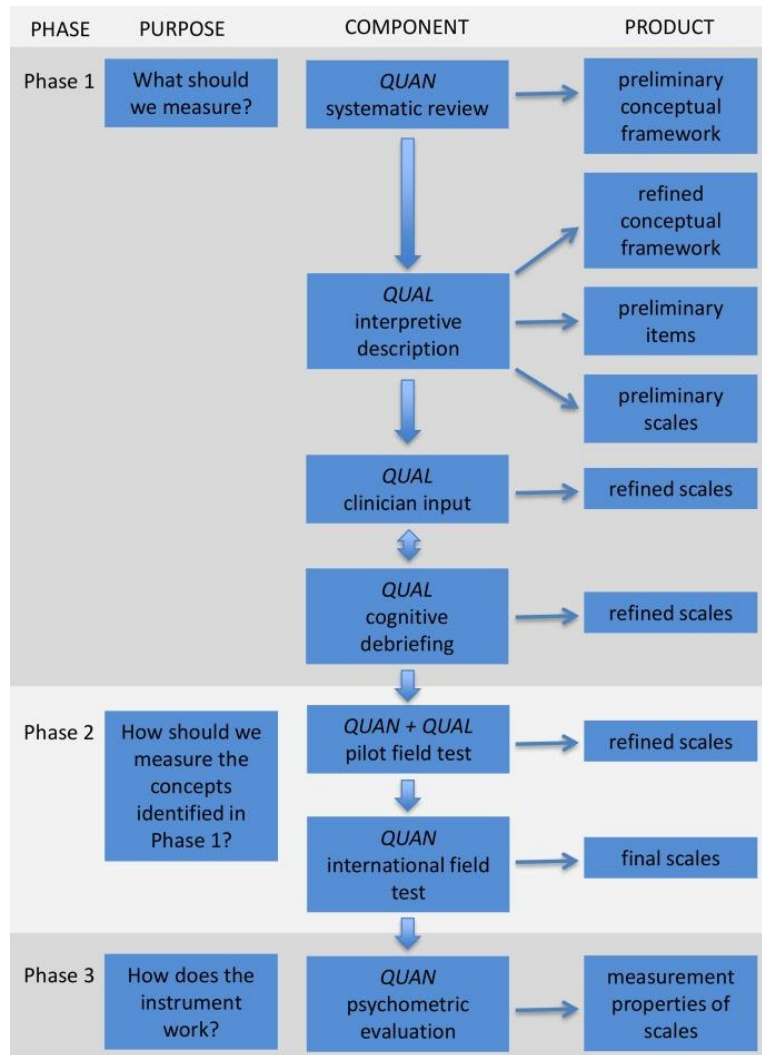 PHASE PURPOSE COMPONENT PRODUCT
Phase 1
What should
we measure?
QUAN
systematic review
preliminary
conceptual
framework
refined
conceptual
framework
QUAL
interpretive
description
preliminary
items
preliminary
scales
QUAL
clinician input
refined scales
QUAL
cognitive
debriefing
refined scales
Phase 2
How should we
measure the
concepts
identified in
Phase 1?
QUAN + QUAL
pilot field test
refined scales
QUAN
international field
test
final scales
Phase 3
How does the
instrument
work?
QUAN
psychometric
evaluation
measurement
properties of
scales